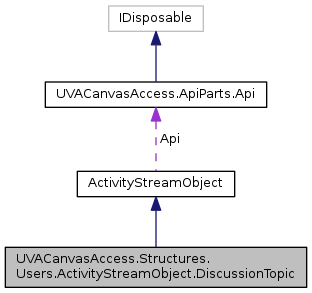 IDisposable
UVACanvasAccess.ApiParts.Api
Api
ActivityStreamObject
UVACanvasAccess.Structures.
Users.ActivityStreamObject.DiscussionTopic